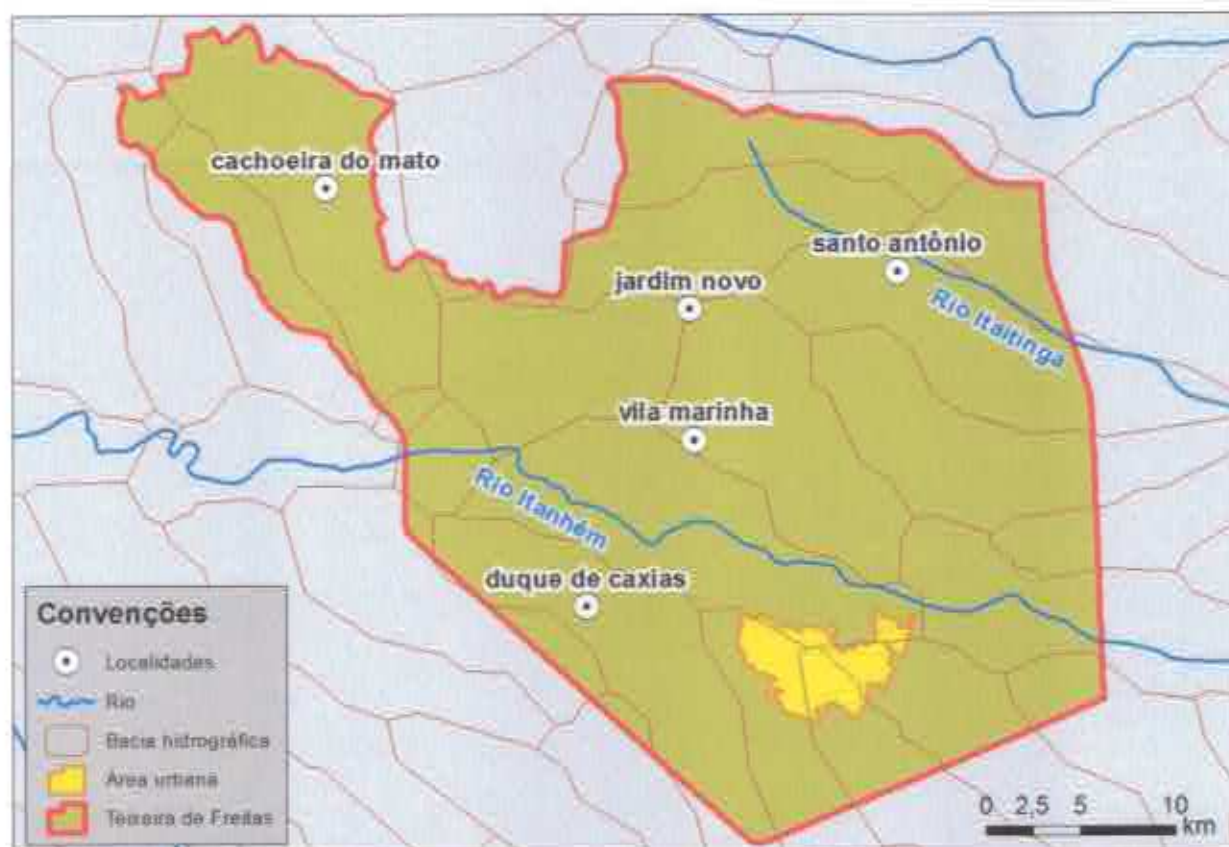 cachoeira do mato
santo antônio
jardim novo
Rio Itaitinga
vila marinha
Rio Itanhém
duque de caxias
Convenções
Localidades
Rio
Bacia hidrográfica
Área urbana
Teixeira de Freitas
0 2,5 5 10
km